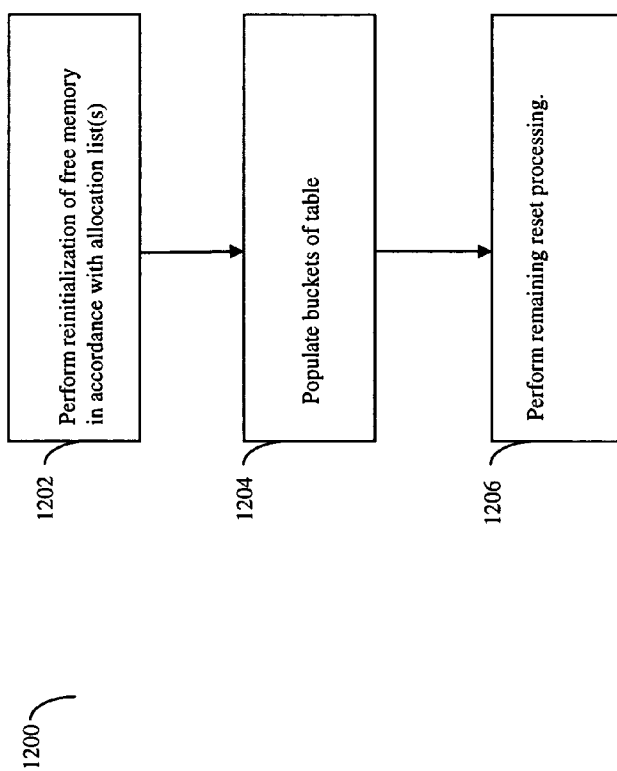 1200
1202
Perform reinitialization of free memory
in accordance with allocation list(s)
1204
Populate buckets of table
1206
Perform remaining reset processing.